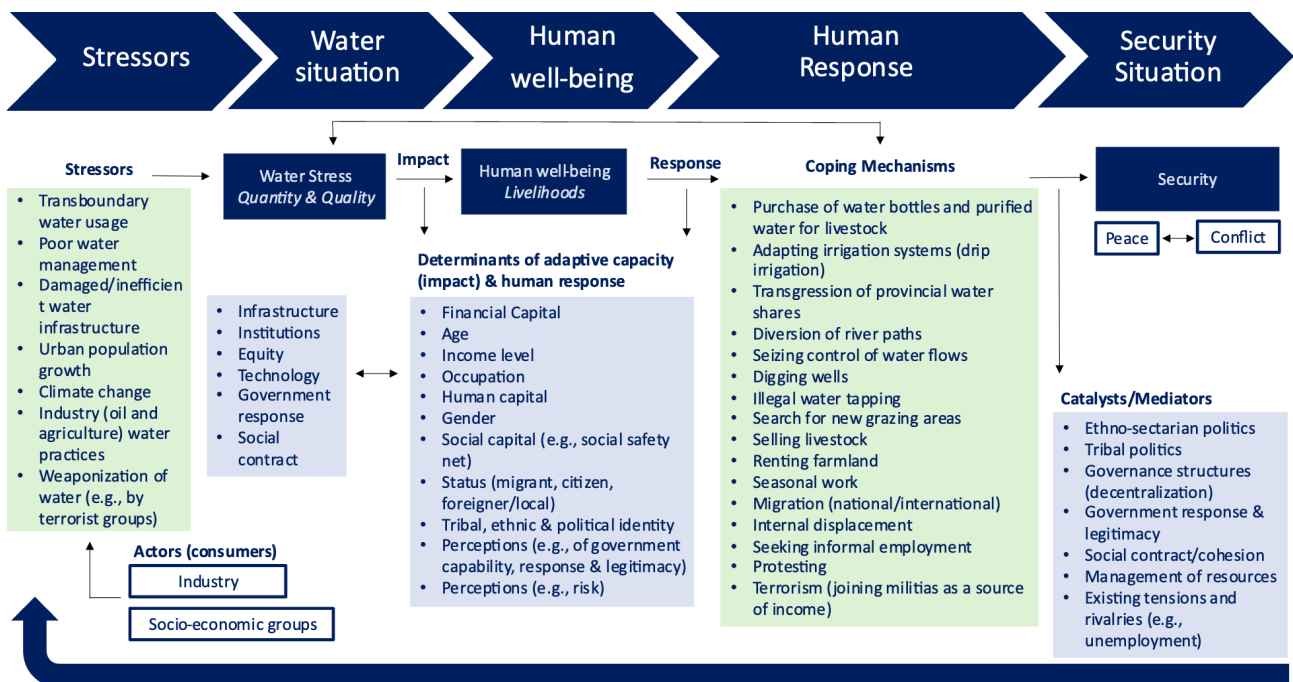 Stressors
Water
situation
Human
well-being
Human
Response
Security
Situation
Stressors
• Transboundary
water usage
• Poor water
management
• Damaged/inefficien
t water
infrastructure
• Urban population
growth
• Climate change
• Industry (oil and
agriculture) water
practices
• Weaponization of
water (e.g., by
terrorist groups)
Actors (consumers)
Industry
Socio-economic groups
Water Stress
Quantity & Quality
• Infrastructure
• Institutions
• Equity
• Technology
• Government
response
• Social
contract
Impact
Human well-being
Livelihoods
Response
Determants of adaptive capacity
(impact) & human response
• Financial Capital
• Age
• Income level
• Occupation
• Human capital
• Gender
• Social capital (e.g., social safety
net)
• Status (migrant, citizen,
foreigner/local)
• Tribal, ethnic & political identity
• Perceptions (e.g., of government
capability, response & legitimacy)
• Perceptions (e.g., risk)
Coping Mechanisms
• Purchase of water bottles and purified
water for livestock
• Adapting irrigation systems (drip
irrigation)
• Transgression of provincial water
shares
• Diversion of river paths
• Seizing control of water flows
• Digging wells
• Illegal water tapping
• Search for new grazing areas
• Selling livestock
• Renting farmland
• Seasonal work
• Migration (national/international)
• Internal displacement
• Seeking informal employment
• Protesting
• Terrorism (joining militias as a source
of income)
Security
Peace
Conflict
Catalysts/Mediators
• Ethno-sectarian politics
• Tribal politics
• Governance structures
(decentralization)
• Government response &
legitimacy
• Social contract/cohesion
• Management of resources
• Existing tensions and
rivalries (e.g.,
unemployment)